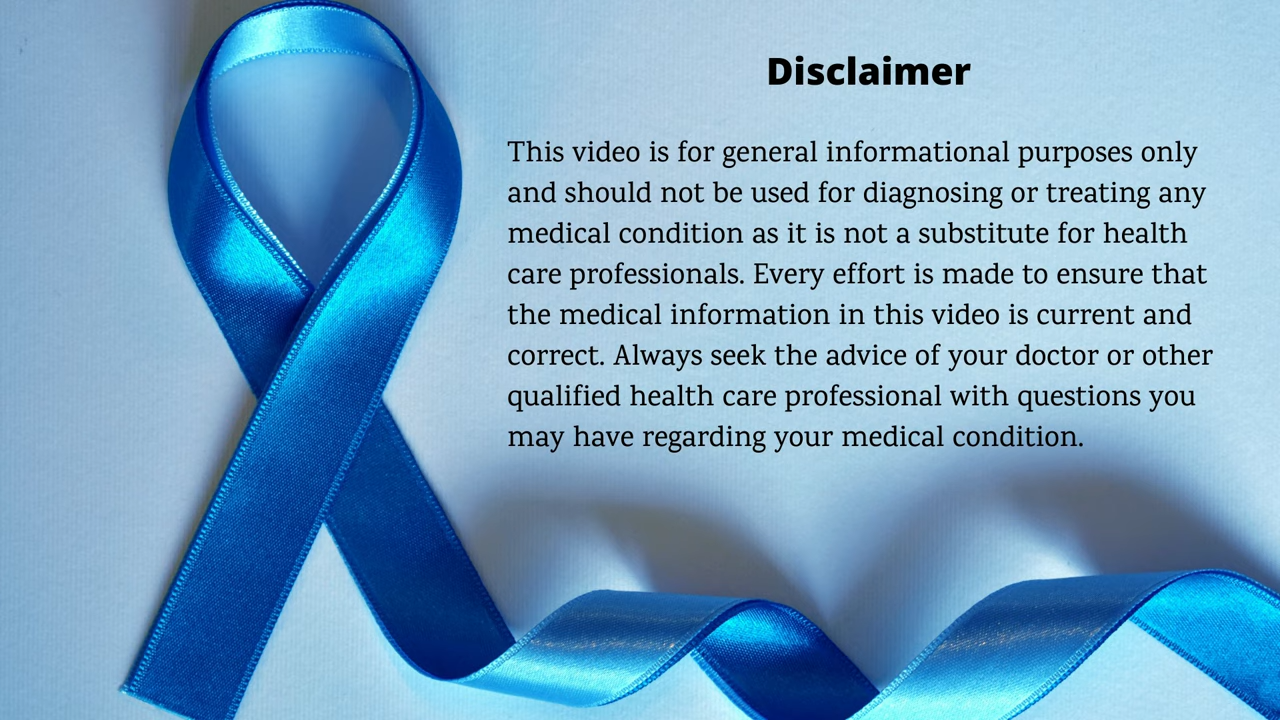 Disclaimer
This video is for general informational purposes only
and should not be used for diagnosing or treating any
medical condition as it is not a substitute for health
care professionals. Every effort is made to ensure that
the medical information in this video is current and
correct. Always seek the advice of your doctor or other
qualified health care professional with questions you
may have regarding your medical condition.